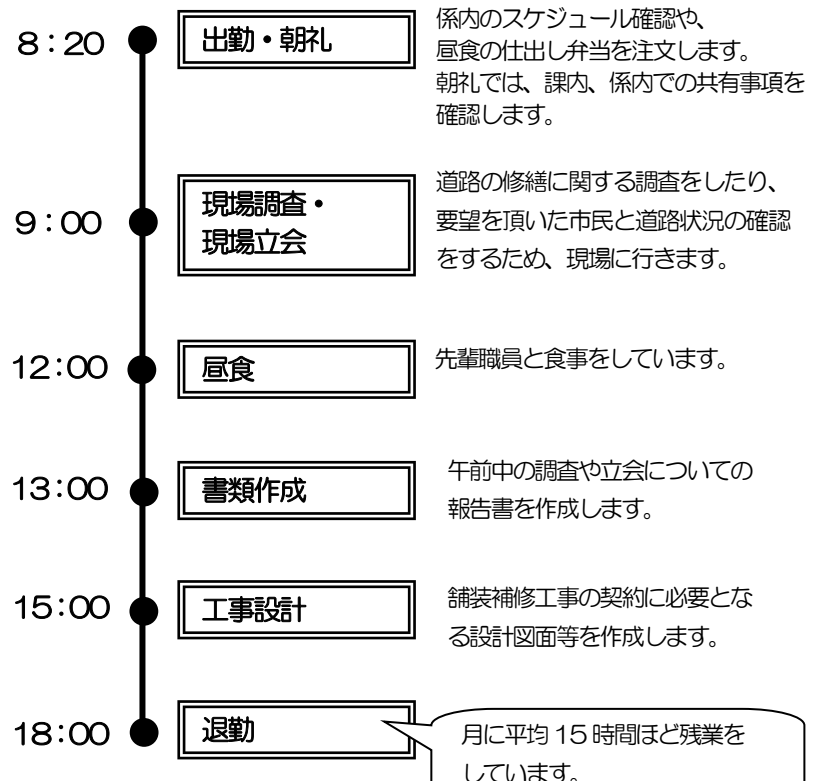 8:20
出勤・朝礼
係内のスケジュール確認や、
昼食の仕出し弁当を注文します。
朝礼では、課内、係内での共有事項を
確認します。
9:00
現場調査・
現場立会
道路の修繕に関する調査をしたり、
要望を頂いた市民と道路状況の確認
をするため、現場に行きます。
12:00
昼食
先輩職員と食事をしています。
13:00
書類作成
午前中の調査や立会についての
報告書を作成します。
15:00
工事設計
舗装補修工事の契約に必要とな
る設計図面等を作成します。
18:00
退勤
月に平均 15 時間ほど残業を
しています。